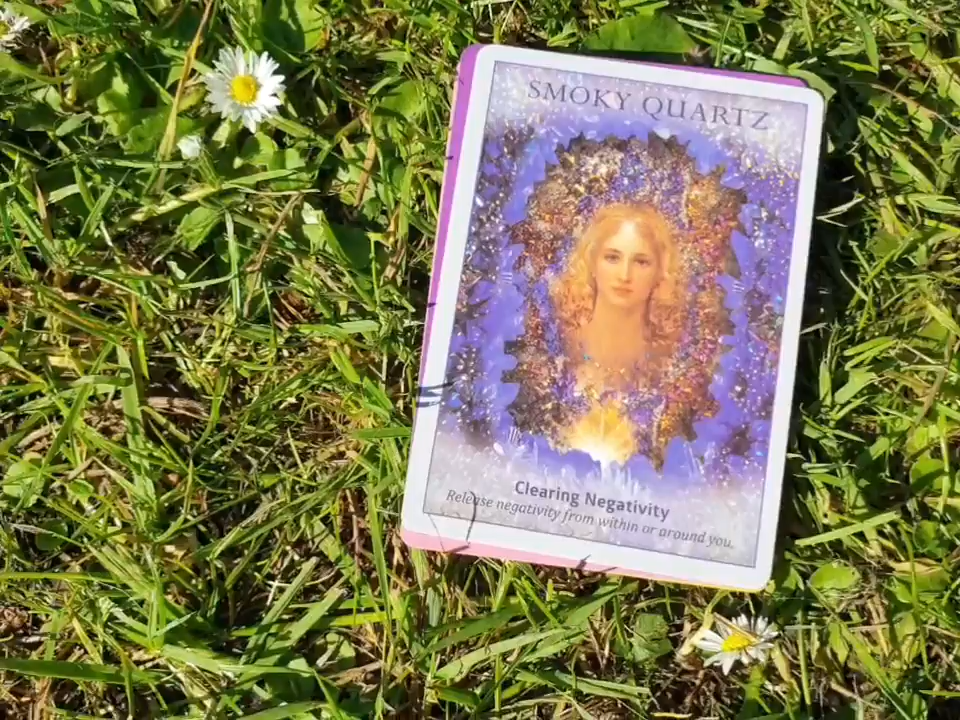 SMOKY QUARTZ
Clearing Negativity
Release negativity from within or around you.